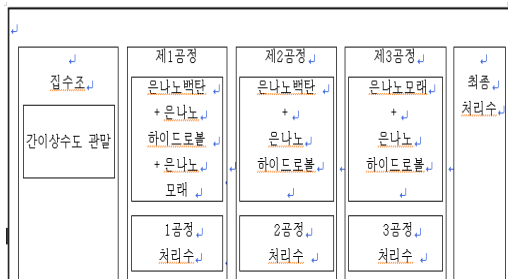 집수조
간이상수도 관말
제1공정
은나노백탄
+ 은나노
하이드로볼
+ 은나노
모래
1공정
처리수
제2공정
은나노백탄
+
은나노
하이드로볼
2공정
처리수
제3공정
은나노모래
+
은나노
하이드로볼
3공정
처리수
최종
처리수